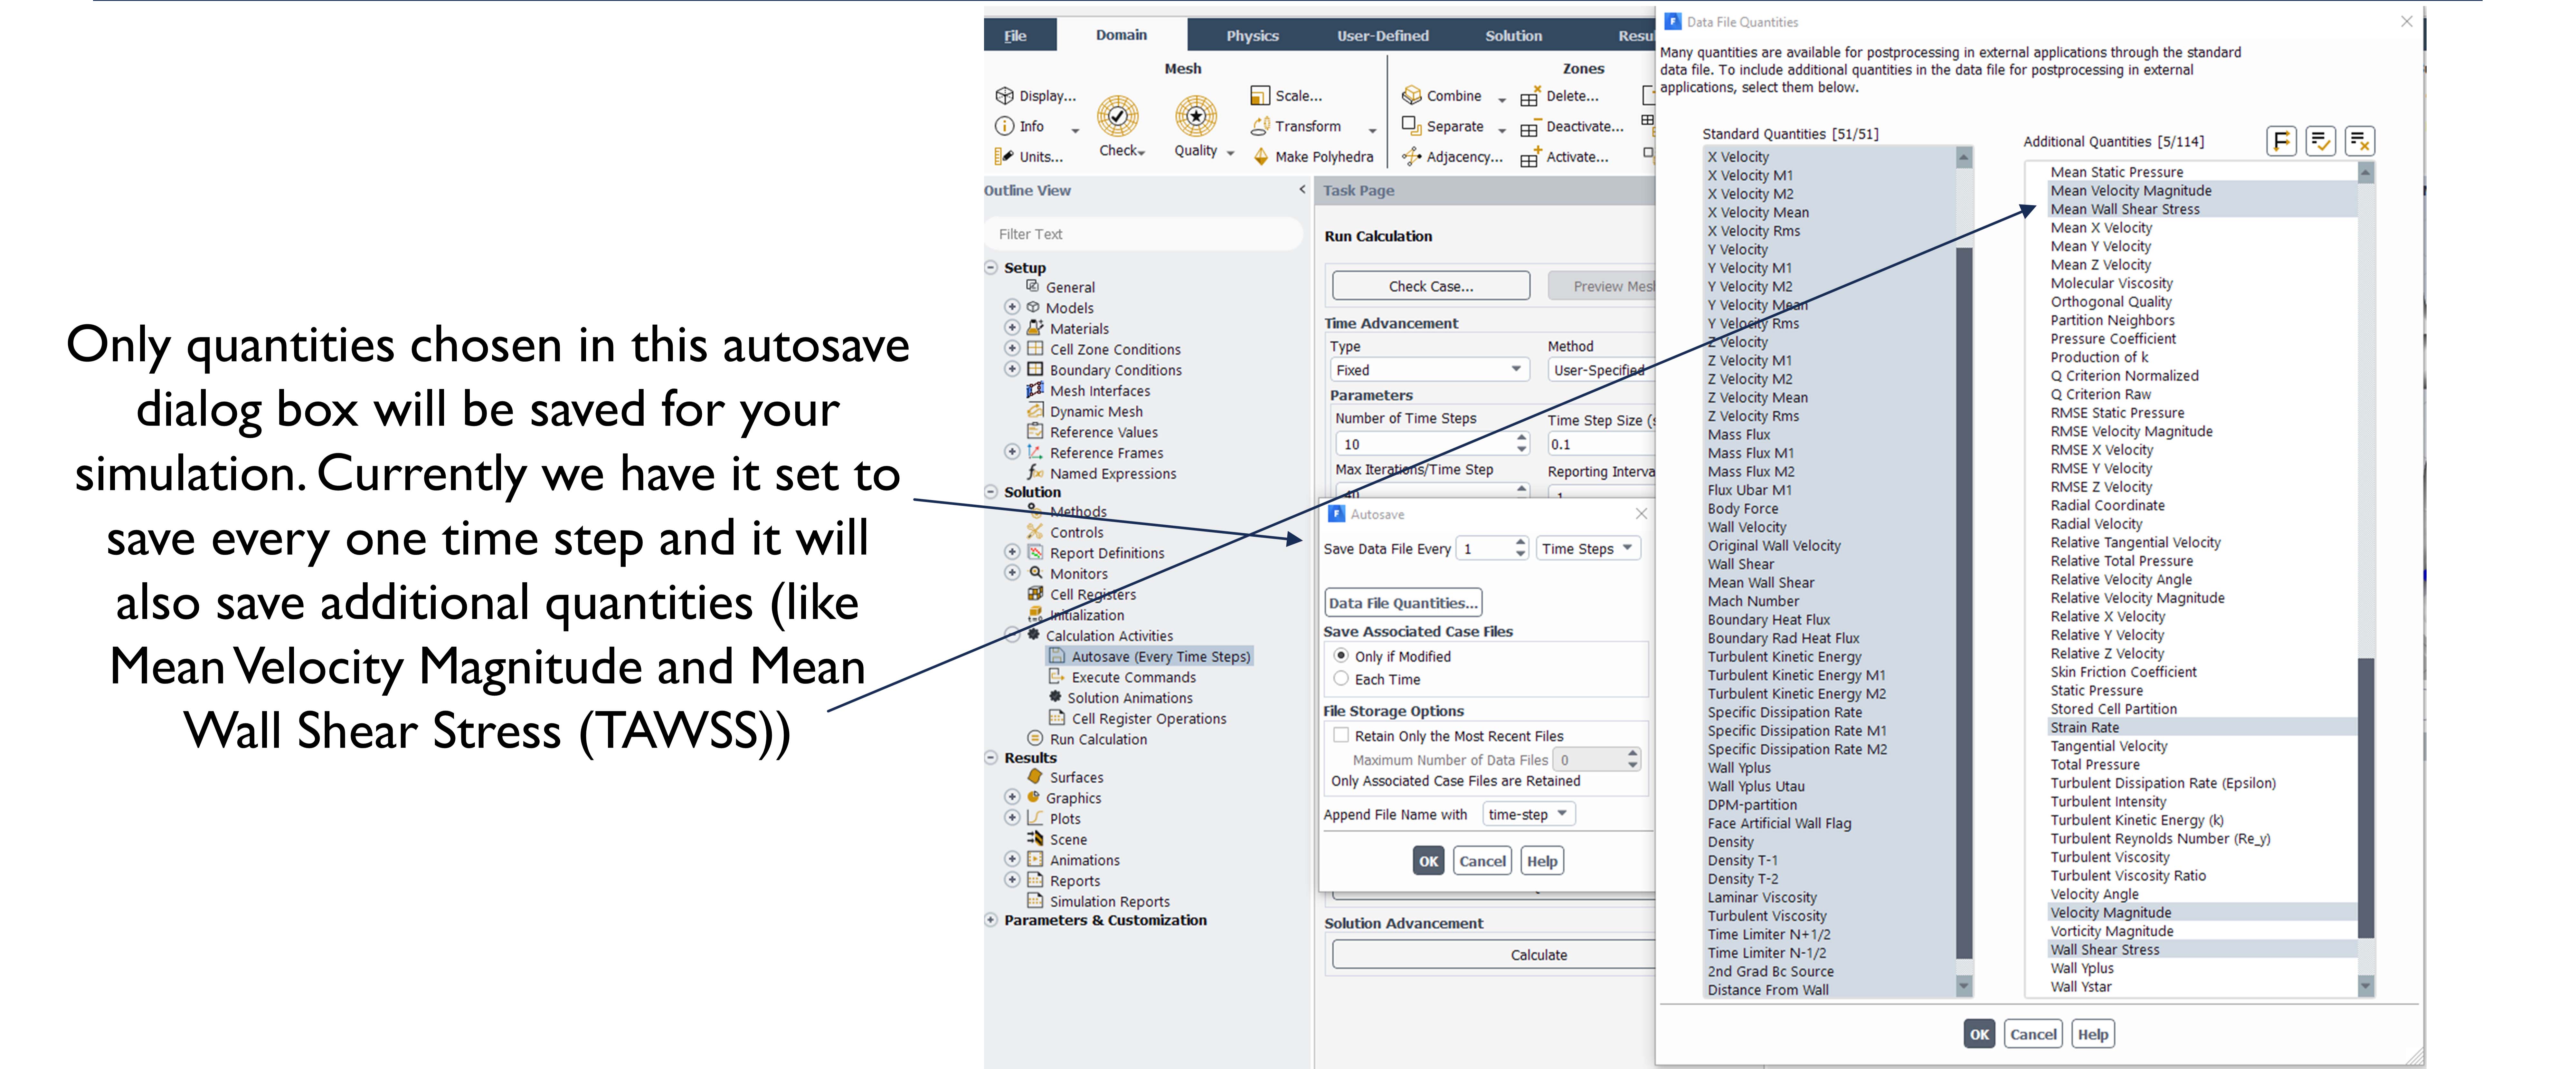 Only quantities chosen in this autosave
dialog box will be saved for your
simulation. Currently we have it set to
save every one time step and it will
also save additional quantities (like
Mean Velocity Magnitude and Mean
Wall Shear Stress (TAWSS))
File
Domain
Physics
User-Defined
Solution
Resu
Mesh
Display...
Info
Units...
Check
Quality
Scale...
Transform
Make Polyhedra
Zones
Combine
Separate
Adjacency...
Delete...
Deactivate...
Activate...
Outline View
Filter Text
Setup
General
Models
Materials
Cell Zone Conditions
Boundary Conditions
Mesh Interfaces
Dynamic Mesh
Reference Values
Reference Frames
Named Expressions
Solution
Methods
Controls
Report Definitions
Monitors
Cell Registers
Initialization
Calculation Activities
Autosave (Every Time Steps)
Execute Commands
Solution Animations
Cell Register Operations
Run Calculation
Results
Surfaces
Graphics
Plots
Scene
Animations
Reports
Simulation Reports
Parameters & Customization
Task Page
Run Calculation
Check Case...
Preview Mesh
Time Advancement
Type
Method
Fixed
User-Specified
Parameters
Number of Time Steps
Time Step Size (s
10
0.1
Max Iterations/Time Step
Reporting Interva
40
1
Autosave
Save Data File Every 1 Time Steps
Data File Quantities...
Save Associated Case Files
Only if Modified
Each Time
File Storage Options
Retain Only the Most Recent Files
Maximum Number of Data Files 0
Only Associated Case Files are Retained
Append File Name with time-step
OK Cancel Help
Solution Advancement
Calculate
Data File Quantities
Many quantities are available for postprocessing in external applications through the standard
data file. To include additional quantities in the data file for postprocessing in external
applications, select them below.
Standard Quantities [51/51]
X Velocity
X Velocity M1
X Velocity M2
X Velocity Mean
X Velocity Rms
Y Velocity
Y Velocity M1
Y Velocity M2
Y Velocity Mean
Y Velocity Rms
Z Velocity
Z Velocity M1
Z Velocity M2
Z Velocity Mean
Z Velocity Rms
Mass Flux
Mass Flux M1
Mass Flux M2
Flux Ubar M1
Body Force
Wall Velocity
Original Wall Velocity
Wall Shear
Mean Wall Shear
Mach Number
Boundary Heat Flux
Boundary Rad Heat Flux
Turbulent Kinetic Energy
Turbulent Kinetic Energy M1
Turbulent Kinetic Energy M2
Specific Dissipation Rate
Specific Dissipation Rate M1
Specific Dissipation Rate M2
Wall Yplus
Wall Yplus Utau
DPM-partition
Face Artificial Wall Flag
Density
Density T-1
Density T-2
Laminar Viscosity
Turbulent Viscosity
Time Limiter N+1/2
Time Limiter N-1/2
2nd Grad Bc Source
Distance From Wall
Additional Quantities [5/114]
Mean Static Pressure
Mean Velocity Magnitude
Mean Wall Shear Stress
Mean X Velocity
Mean Y Velocity
Mean Z Velocity
Molecular Viscosity
Orthogonal Quality
Partition Neighbors
Pressure Coefficient
Production of k
Q Criterion Normalized
Q Criterion Raw
RMSE Static Pressure
RMSE Velocity Magnitude
RMSE X Velocity
RMSE Y Velocity
RMSE Z Velocity
Radial Coordinate
Radial Velocity
Relative Tangential Velocity
Relative Total Pressure
Relative Velocity Angle
Relative Velocity Magnitude
Relative X Velocity
Relative Y Velocity
Relative Z Velocity
Skin Friction Coefficient
Static Pressure
Stored Cell Partition
Strain Rate
Tangential Velocity
Total Pressure
Turbulent Dissipation Rate (Epsilon)
Turbulent Intensity
Turbulent Kinetic Energy (k)
Turbulent Reynolds Number (Re_y)
Turbulent Viscosity
Turbulent Viscosity Ratio
Velocity Angle
Velocity Magnitude
Vorticity Magnitude
Wall Shear Stress
Wall Yplus
Wall Ystar
OK Cancel Help